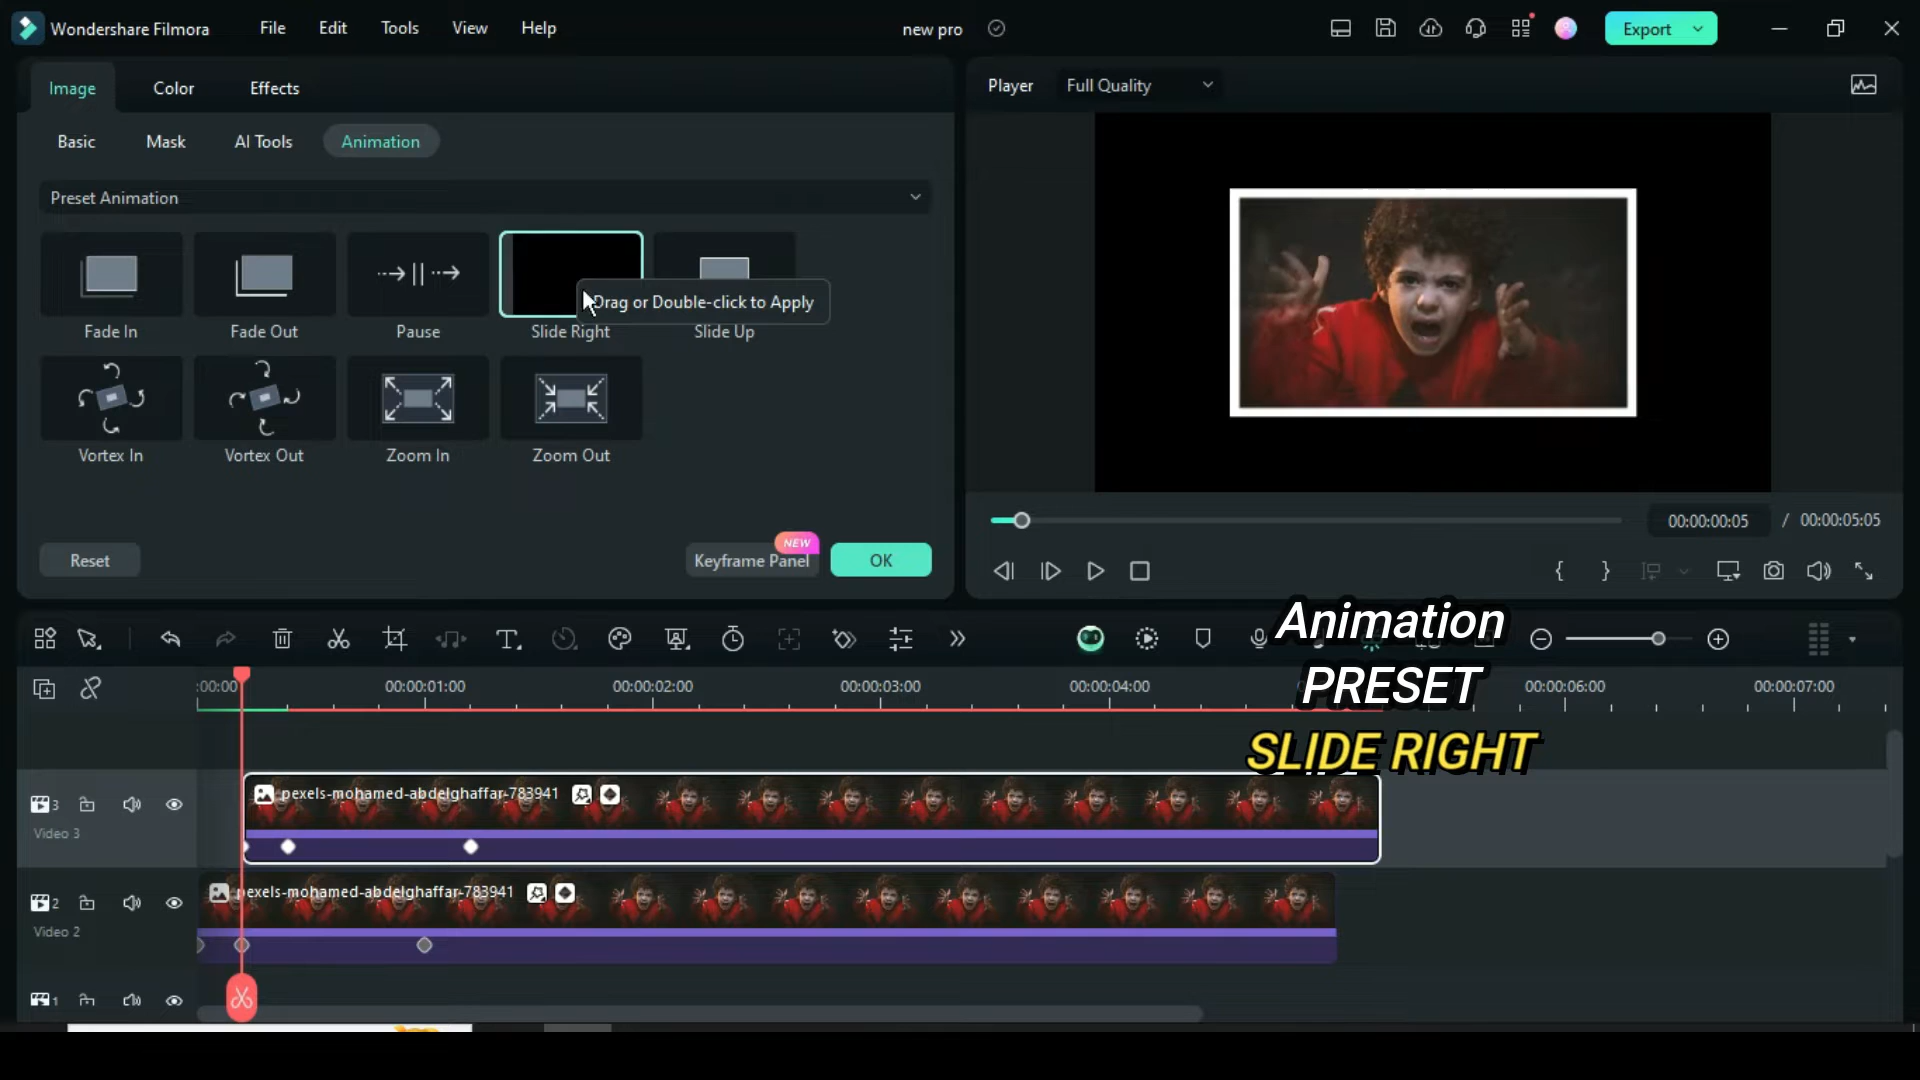 Wondershare Filmora
File
Edit
Tools
View
Help
new pro
Export
Image
Color
Effects
Player
Full Quality
Basic
Mask
AI Tools
Animation
Preset Animation
Drag or Double-click to Apply
Fade In
Fade Out
Pause
Slide Right
Slide Up
Vortex In
Vortex Out
Zoom In
Zoom Out
00:00:00:05 / 00:00:05:05
Reset
NEW
Keyframe Panel
OK
Animation
PRESET
SLIDE RIGHT
:00:00
00:00:01:00
00:00:02:00
00:00:03:00
00:00:04:00
00:00:06:00
00:00:07:00
3
pexels-mohamed-abdelghaffar-783941
Video 3
2
pexels-mohamed-abdelghaffar-783941
Video 2
1